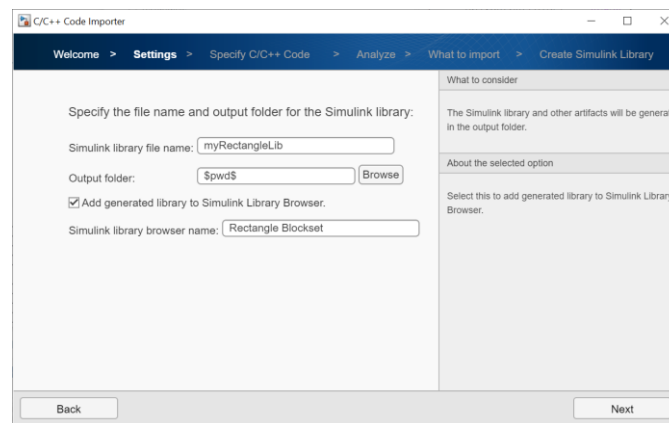 C/C++ Code Importer
Welcome > Settings > Specify C/C++ Code > Analyze > What to import > Create Simulink Library
Specify the file name and output folder for the Simulink library:
Simulink library file name: myRectangleLib
Output folder: $pwd$ Browse
Add generated library to Simulink Library Browser.
Simulink library browser name: Rectangle Blockset
What to consider
The Simulink library and other artifacts will be generat
in the output folder.
About the selected option
Select this to add generated library to Simulink Library
Browser.
Back
Next